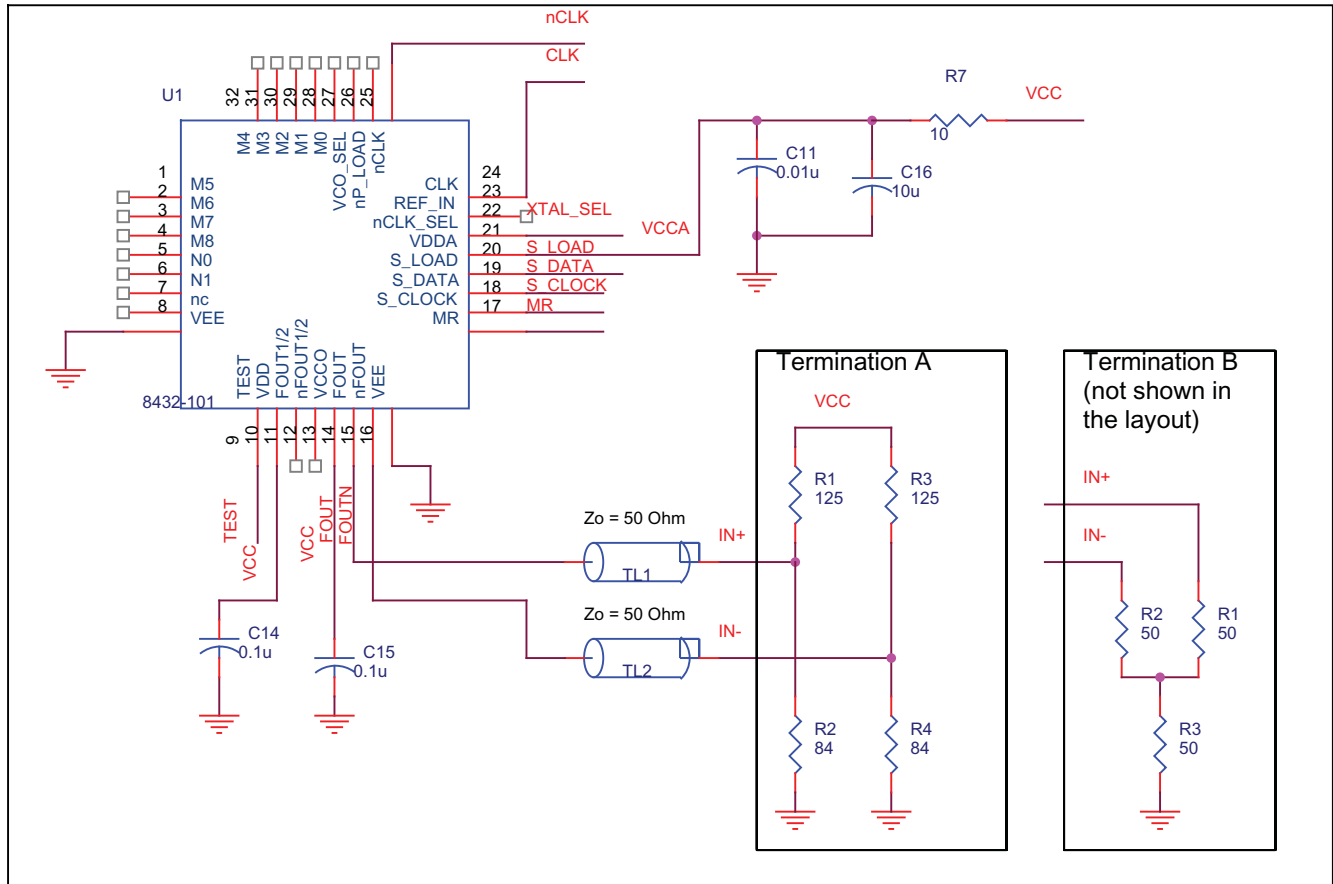 nCLK
CLK
U1
32
31
30
29
28
27
26
25
M4
M3
M2
M1
M0
VCO_SEL
nP_LOAD
nCLK
1
2
3
4
5
6
7
8
M5
M6
M7
M8
N0
N1
nc
VEE
CLK
REF_IN
nCLK_SEL
VDDA
S_LOAD
S_DATA
S_CLOCK
MR
24
23
22
21
20
19
18
17
XTAL_SEL
VCCA
S_LOAD
S_DATA
S_CLOCK
MR
TEST
VDD
FOUT1/2
nFOUT1/2
VCCO
FOUT
nFOUT
VEE
8432-101
9
10
11
12
13
14
15
16
TEST
VCC
VCC
FOUT
FOUTN
C14
0.1u
C15
0.1u
R7
10
VCC
C11
0.01u
C16
10u
Zo = 50 Ohm
TL1
IN+
Zo = 50 Ohm
TL2
IN-
Termination A
VCC
R1
125
R3
125
R2
84
R4
84
Termination B
(not shown in
the layout)
IN+
IN-
R2
50
R1
50
R3
50